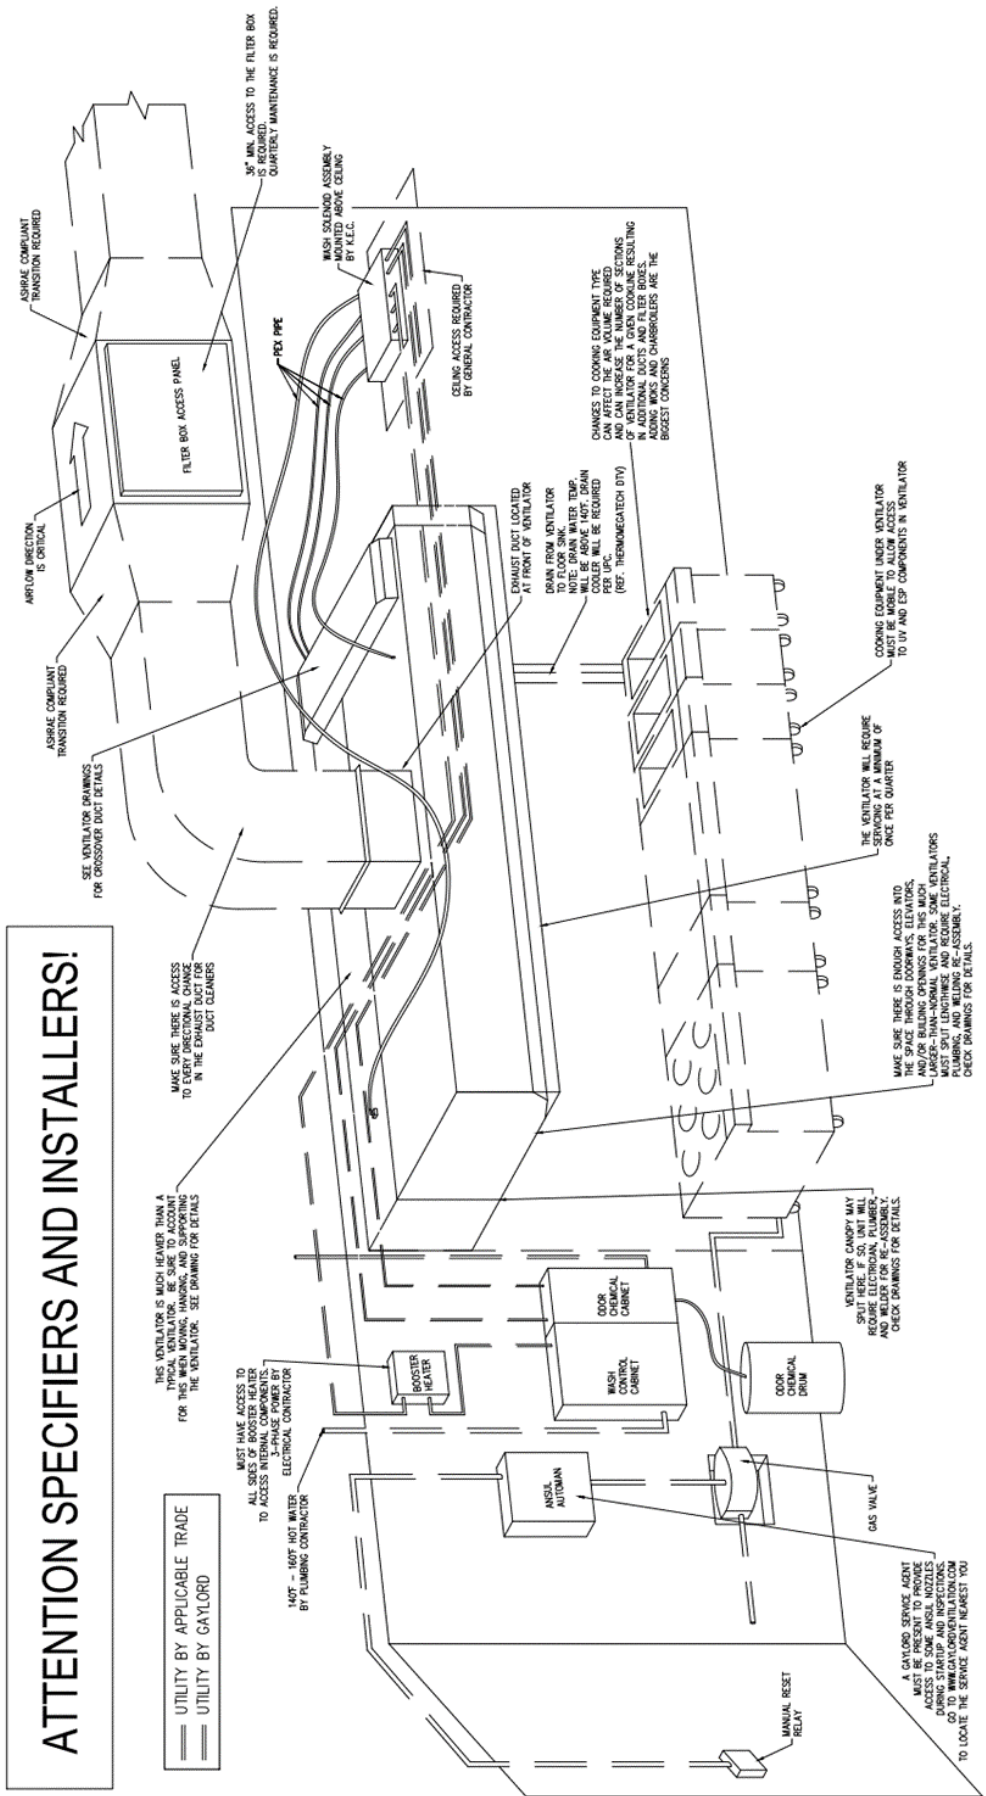 ATTENTION SPECIFIERS AND INSTALLERS!
UTILITY BY APPLICABLE TRADE
UTILITY BY GAYLORD
THIS VENTILATOR IS MUCH HEAVIER THAN A
TYPICAL VENTILATOR. BE SURE TO ACCOUNT
FOR THIS WHEN MOVING, HANGING, AND SUPPORTING
THE VENTILATOR. SEE DRAWING FOR DETAILS
MAKE SURE THERE IS ACCESS
TO EVERY DIRECTIONAL CHANGE
IN THE EXHAUST DUCT FOR
DUCT CLEANERS
SEE VENTILATOR DRAWINGS
FOR CROSSOVER DUCT DETAILS
ASHRAE COMPLIANT
TRANSITION REQUIRED
AIRFLOW DIRECTION
IS CRITICAL
ASHRAE COMPLIANT
TRANSITION REQUIRED
36" MIN. ACCESS TO THE FILTER BOX
IS REQUIRED.
QUARTERLY MAINTENANCE IS REQUIRED.
FILTER BOX ACCESS PANEL
PEX PIPE
WASH SOLENOID ASSEMBLY
MOUNTED ABOVE CEILING
BY K.E.C.
CEILING ACCESS REQUIRED
BY GENERAL CONTRACTOR
MUST HAVE ACCESS TO
ALL SIDES OF BOOSTER HEATER
TO ACCESS INTERNAL COMPONENTS.
3-PHASE POWER BY
ELECTRICAL CONTRACTOR
140°F - 160°F HOT WATER
BY PLUMBING CONTRACTOR
BOOSTER
HEATER
EXHAUST DUCT LOCATED
AT FRONT OF VENTILATOR
DRAIN FROM VENTILATOR
TO FLOOR SINK.
NOTE: DRAIN WATER TEMP.
WILL BE ABOVE 140°F. DRAIN
COOLER WILL BE REQUIRED
PER UPC.
(REF. THERMOMEGATECH DTV)
CHANGES TO COOKING EQUIPMENT TYPE
CAN AFFECT THE AIR VOLUME REQUIRED
AND CAN INCREASE THE NUMBER OF SECTIONS
OF VENTILATOR FOR A GIVEN COOKLINE RESULTING
IN ADDITIONAL DUCTS AND FILTER BOXES.
ADDING WOKS AND CHARBROILERS ARE THE
BIGGEST CONCERNS
ANSUL
AUTOMAN
WASH
CONTROL
CABINET
ODOR
CHEMICAL
CABINET
ODOR
CHEMICAL
DRUM
GAS VALVE
MANUAL RESET
RELAY
A GAYLORD SERVICE AGENT
MUST BE PRESENT TO PROVIDE
ACCESS TO SOME ANSUL NOZZLES
DURING STARTUP AND INSPECTIONS.
GO TO WWW.GAYLORDVENTILATION.COM
TO LOCATE THE SERVICE AGENT NEAREST YOU
VENTILATOR CANOPY MAY
SPLIT HERE. IF SO, UNIT WILL
REQUIRE ELECTRICIAN, PLUMBER,
AND WELDER FOR RE-ASSEMBLY.
CHECK DRAWINGS FOR DETAILS.
MAKE SURE THERE IS ENOUGH ACCESS INTO
THE SPACE THROUGH DOORWAYS, ELEVATORS,
AND/OR BUILDING OPENINGS FOR THIS MUCH
LARGER-THAN-NORMAL VENTILATOR. SOME VENTILATORS
MUST SPLIT LENGTHWISE AND REQUIRE ELECTRICAL,
PLUMBING, AND WELDING RE-ASSEMBLY.
CHECK DRAWINGS FOR DETAILS.
THE VENTILATOR WILL REQUIRE
SERVICING AT A MINIMUM OF
ONCE PER QUARTER
COOKING EQUIPMENT UNDER VENTILATOR
MUST BE MOBILE TO ALLOW ACCESS
TO UV AND ESP COMPONENTS IN VENTILATOR